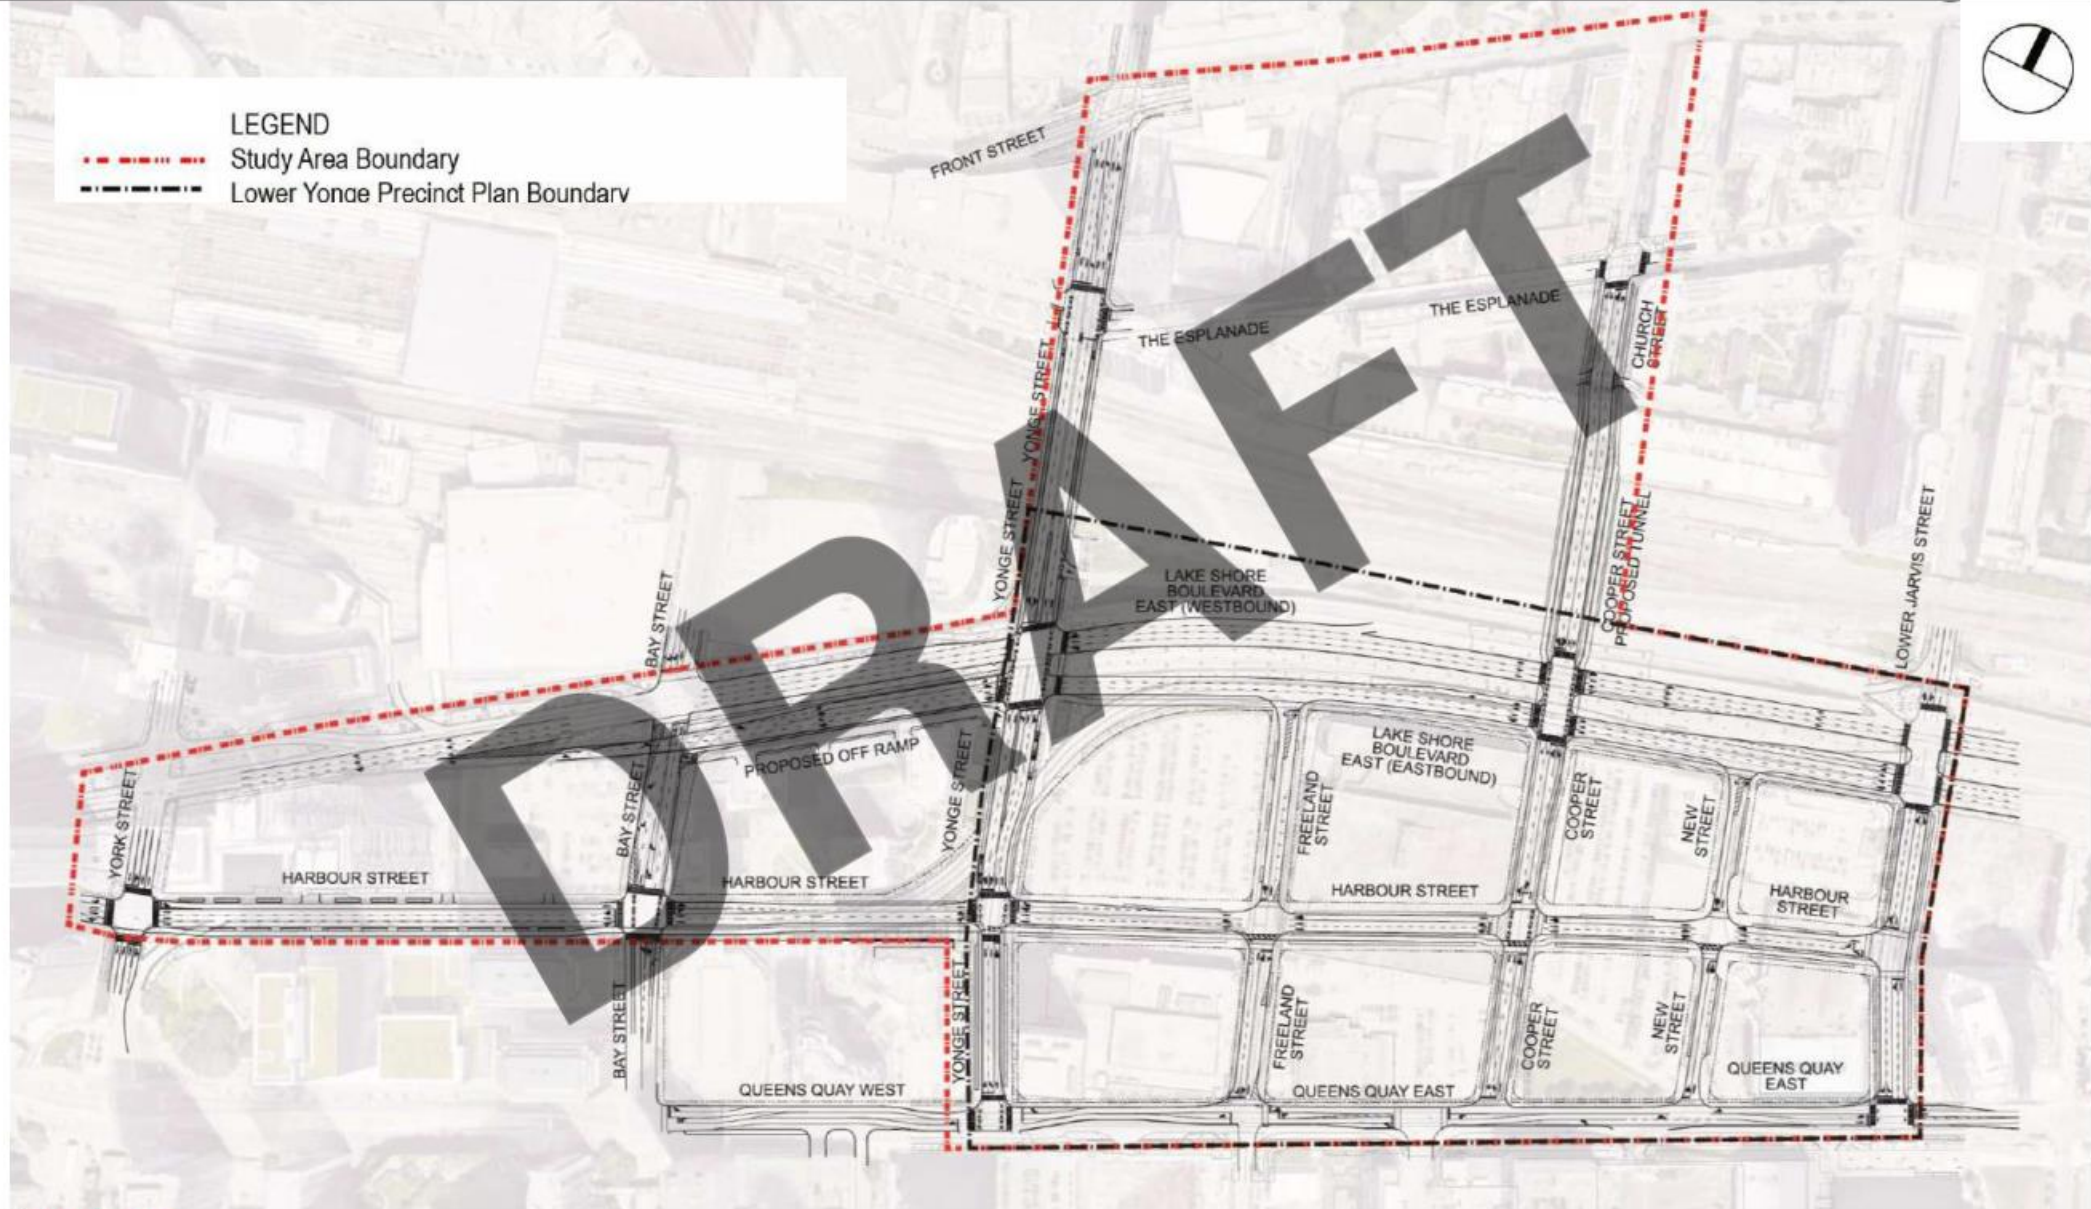 LEGEND
Study Area Boundary
Lower Yonge Precinct Plan Boundary
FRONT STREET
THE ESPLANADE
THE ESPLANADE
CHURCH
STREET
YONGE STREET
YONGE STREET
COOPER STREET
PROPOSED TUNNEL
LOWER JARVIS STREET
LAKE SHORE
BOULEVARD
EAST (WESTBOUND)
BAY STREET
DRAFT
PROPOSED OFF RAMP
LAKE SHORE
BOULEVARD
EAST (EASTBOUND)
YORK STREET
BAY STREET
YONGE STREET
FREELAND
STREET
COOPER
STREET
NEW
STREET
HARBOUR STREET
HARBOUR STREET
HARBOUR STREET
HARBOUR
STREET
BAY STREET
YONGE STREET
FREELAND
STREET
COOPER
STREET
NEW
STREET
QUEENS QUAY WEST
QUEENS QUAY EAST
QUEENS QUAY
EAST